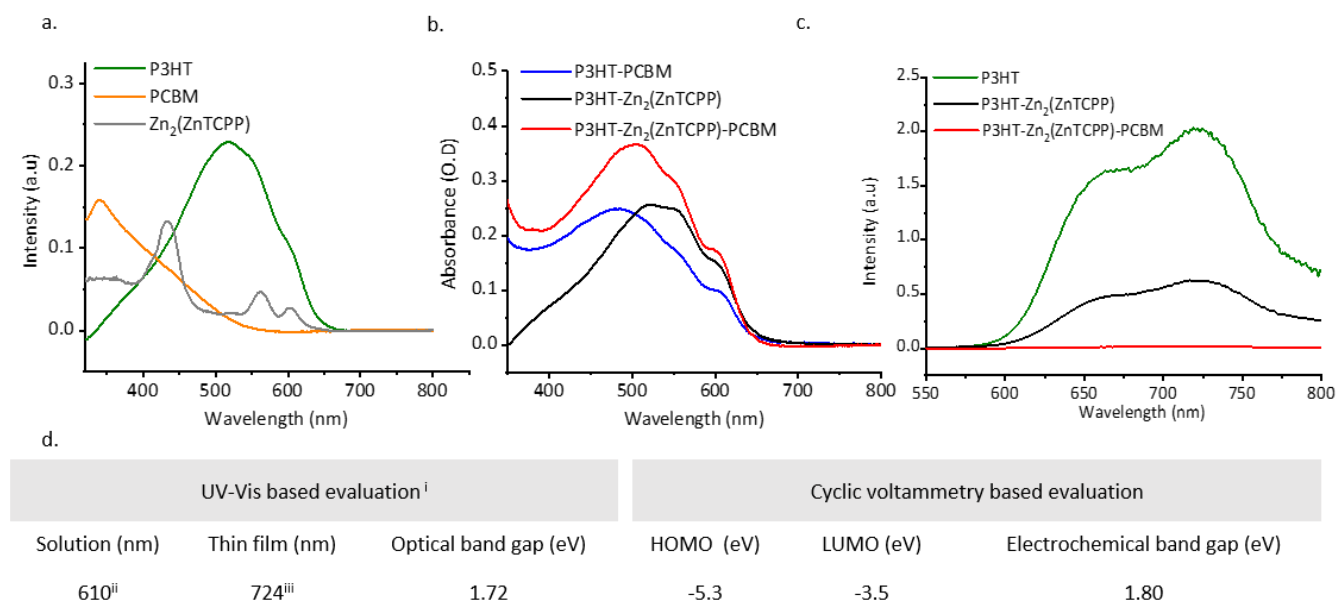 a.
P3HT
PCBM
Zn₂(ZnTCPP)
0.3
0.2
0.1
0.0
Intensity (a.u)
400 500 600 700 800
Wavelength (nm)
b.
P3HT-PCBM
P3HT-Zn₂(ZnTCPP)
P3HT-Zn₂(ZnTCPP)-PCBM
0.5
0.4
0.3
0.2
0.1
0.0
Absorbance (O.D)
400 500 600 700 800
Wavelength (nm)
c.
P3HT
P3HT-Zn₂(ZnTCPP)
P3HT-Zn₂(ZnTCPP)-PCBM
2.5
2.0
1.5
1.0
0.5
0.0
Intensity (a.u)
550 600 650 700 750 800
Wavelength (nm)
d.
UV-Vis based evaluation ⁱ Cyclic voltammetry based evaluation
Solution (nm) Thin film (nm) Optical band gap (eV) HOMO (eV) LUMO (eV) Electrochemical band gap (eV)
610ⁱⁱ 724ⁱⁱⁱ 1.72 -5.3 -3.5 1.80